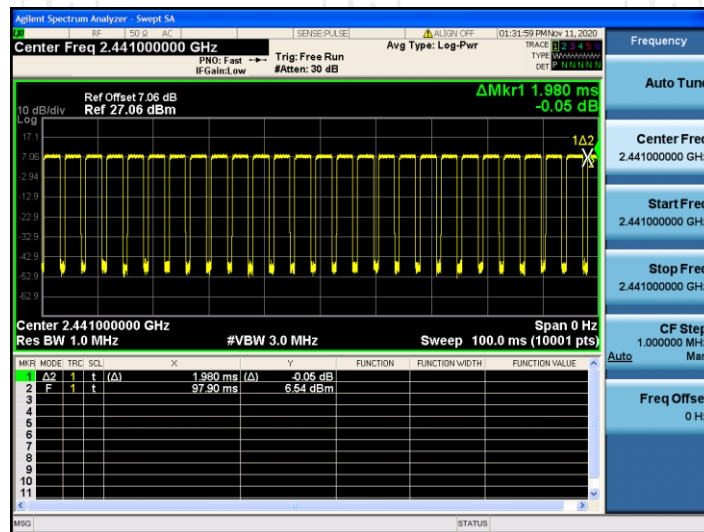 Agilent Spectrum Analyzer - Swept SA
RF 50 Ω AC SENSE:PULSE ALIGN OFF 01:31:59 PM Nov 11, 2020
Center Freq 2.441000000 GHz
PNO: Fast
IFGain:Low
Trig: Free Run
#Atten: 30 dB
Avg Type: Log-Pwr
TRACE 1 2 3 4 5 6
TYPE
DET P N N N N N
ΔMkr1 1.980 ms
-0.05 dB
Ref Offset 7.06 dB
10 dB/div Ref 27.06 dBm
Log
17.1
7.06
-2.94
-12.9
-22.9
-32.9
-42.9
-52.9
-62.9
1Δ2
Center 2.441000000 GHz Span 0 Hz
Res BW 1.0 MHz #VBW 3.0 MHz Sweep 100.0 ms (10001 pts)
MKR MODE TRC SCL X Y FUNCTION FUNCTION WIDTH FUNCTION VALUE
1 Δ2 1 t (Δ) 1.980 ms (Δ) -0.05 dB
2 F 1 t 97.90 ms 6.54 dBm
3
4
5
6
7
8
9
10
11
MSG STATUS
Frequency
Auto Tune
Center Freq
2.441000000 GHz
Start Freq
2.441000000 GHz
Stop Freq
2.441000000 GHz
CF Step
1.000000 MHz
Auto Man
Freq Offset
0 Hz